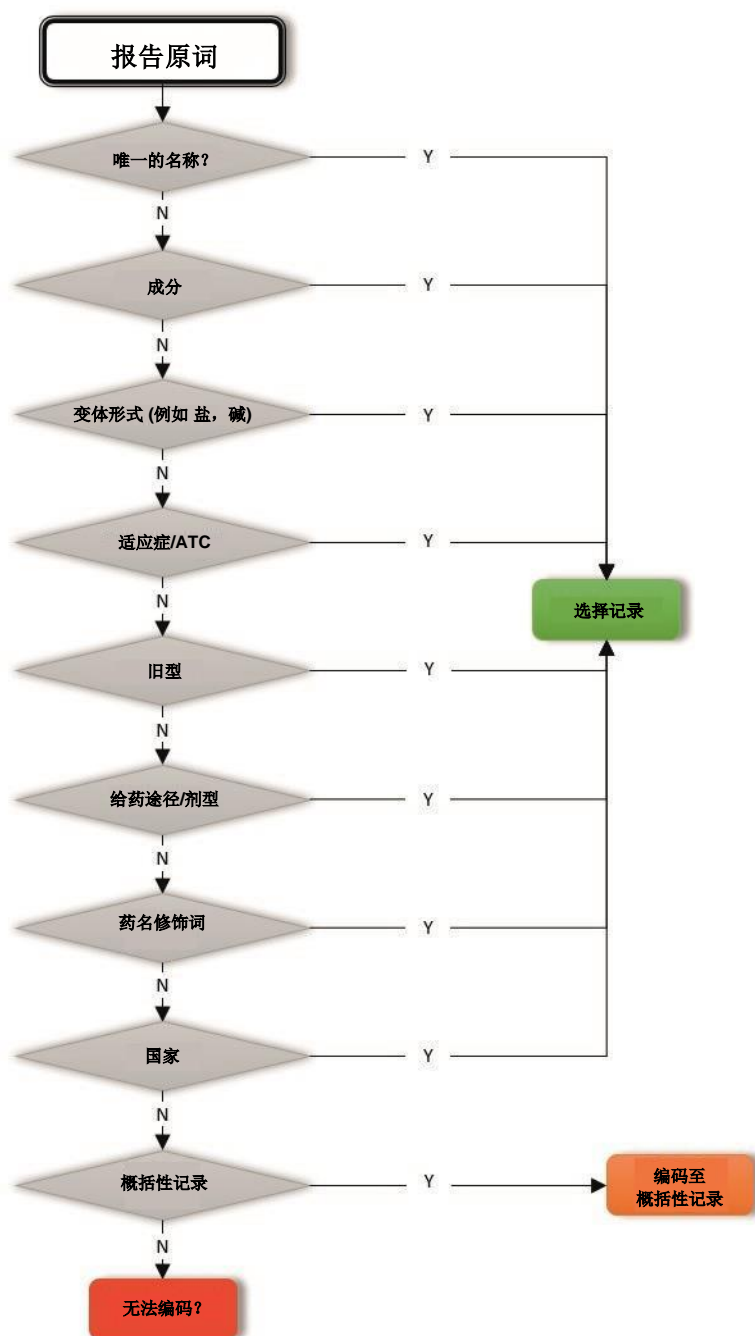 报告原词
唯一的名称？
Y
N
成分
Y
N
变体形式 (例如 盐，碱)
Y
N
适应症/ATC
Y
选择记录
N
旧型
Y
N
给药途径/剂型
Y
N
药名修饰词
Y
N
国家
Y
N
概括性记录
Y
编码至
概括性记录
N
无法编码？